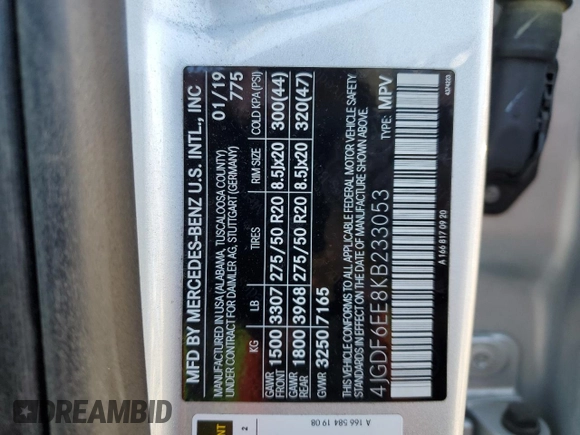 MFD BY MERCEDES-BENZ U.S. INTL., INC
01/19
MANUFACTURED IN USA (ALABAMA, TUSCALOOSA COUNTY)
775
UNDER CONTRACT FOR DAIMLER AG, STUTTGART (GERMANY)
KG LB TIRES RIM SIZE COLD KPA (PSI)
GAWR FRONT 1500 3307 275/50 R20 8.5Jx20 300(44)
GAWR REAR 1800 3968 275/50 R20 8.5Jx20 320(47)
GVWR 3250 7165
THIS VEHICLE CONFORMS TO ALL APPLICABLE FEDERAL MOTOR VEHICLE SAFETY
STANDARDS IN EFFECT ON THE DATE OF MANUFACTURE SHOWN ABOVE.
4JGDF6EE8KB233053 TYPE: MPV
A 166 817 09 20
A 166 584 19 08
2
DREAMBID